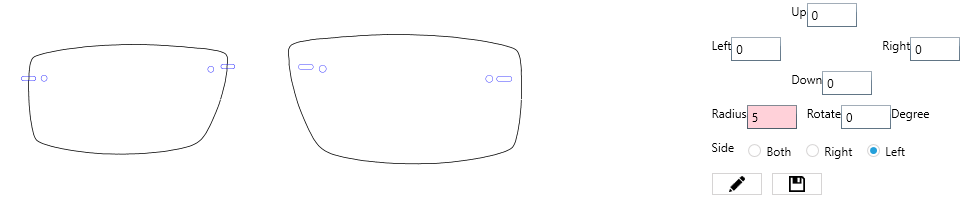 Up 0
Left 0 Right 0
Down 0
Radius 5 Rotate 0 Degree
Side Both Right Left